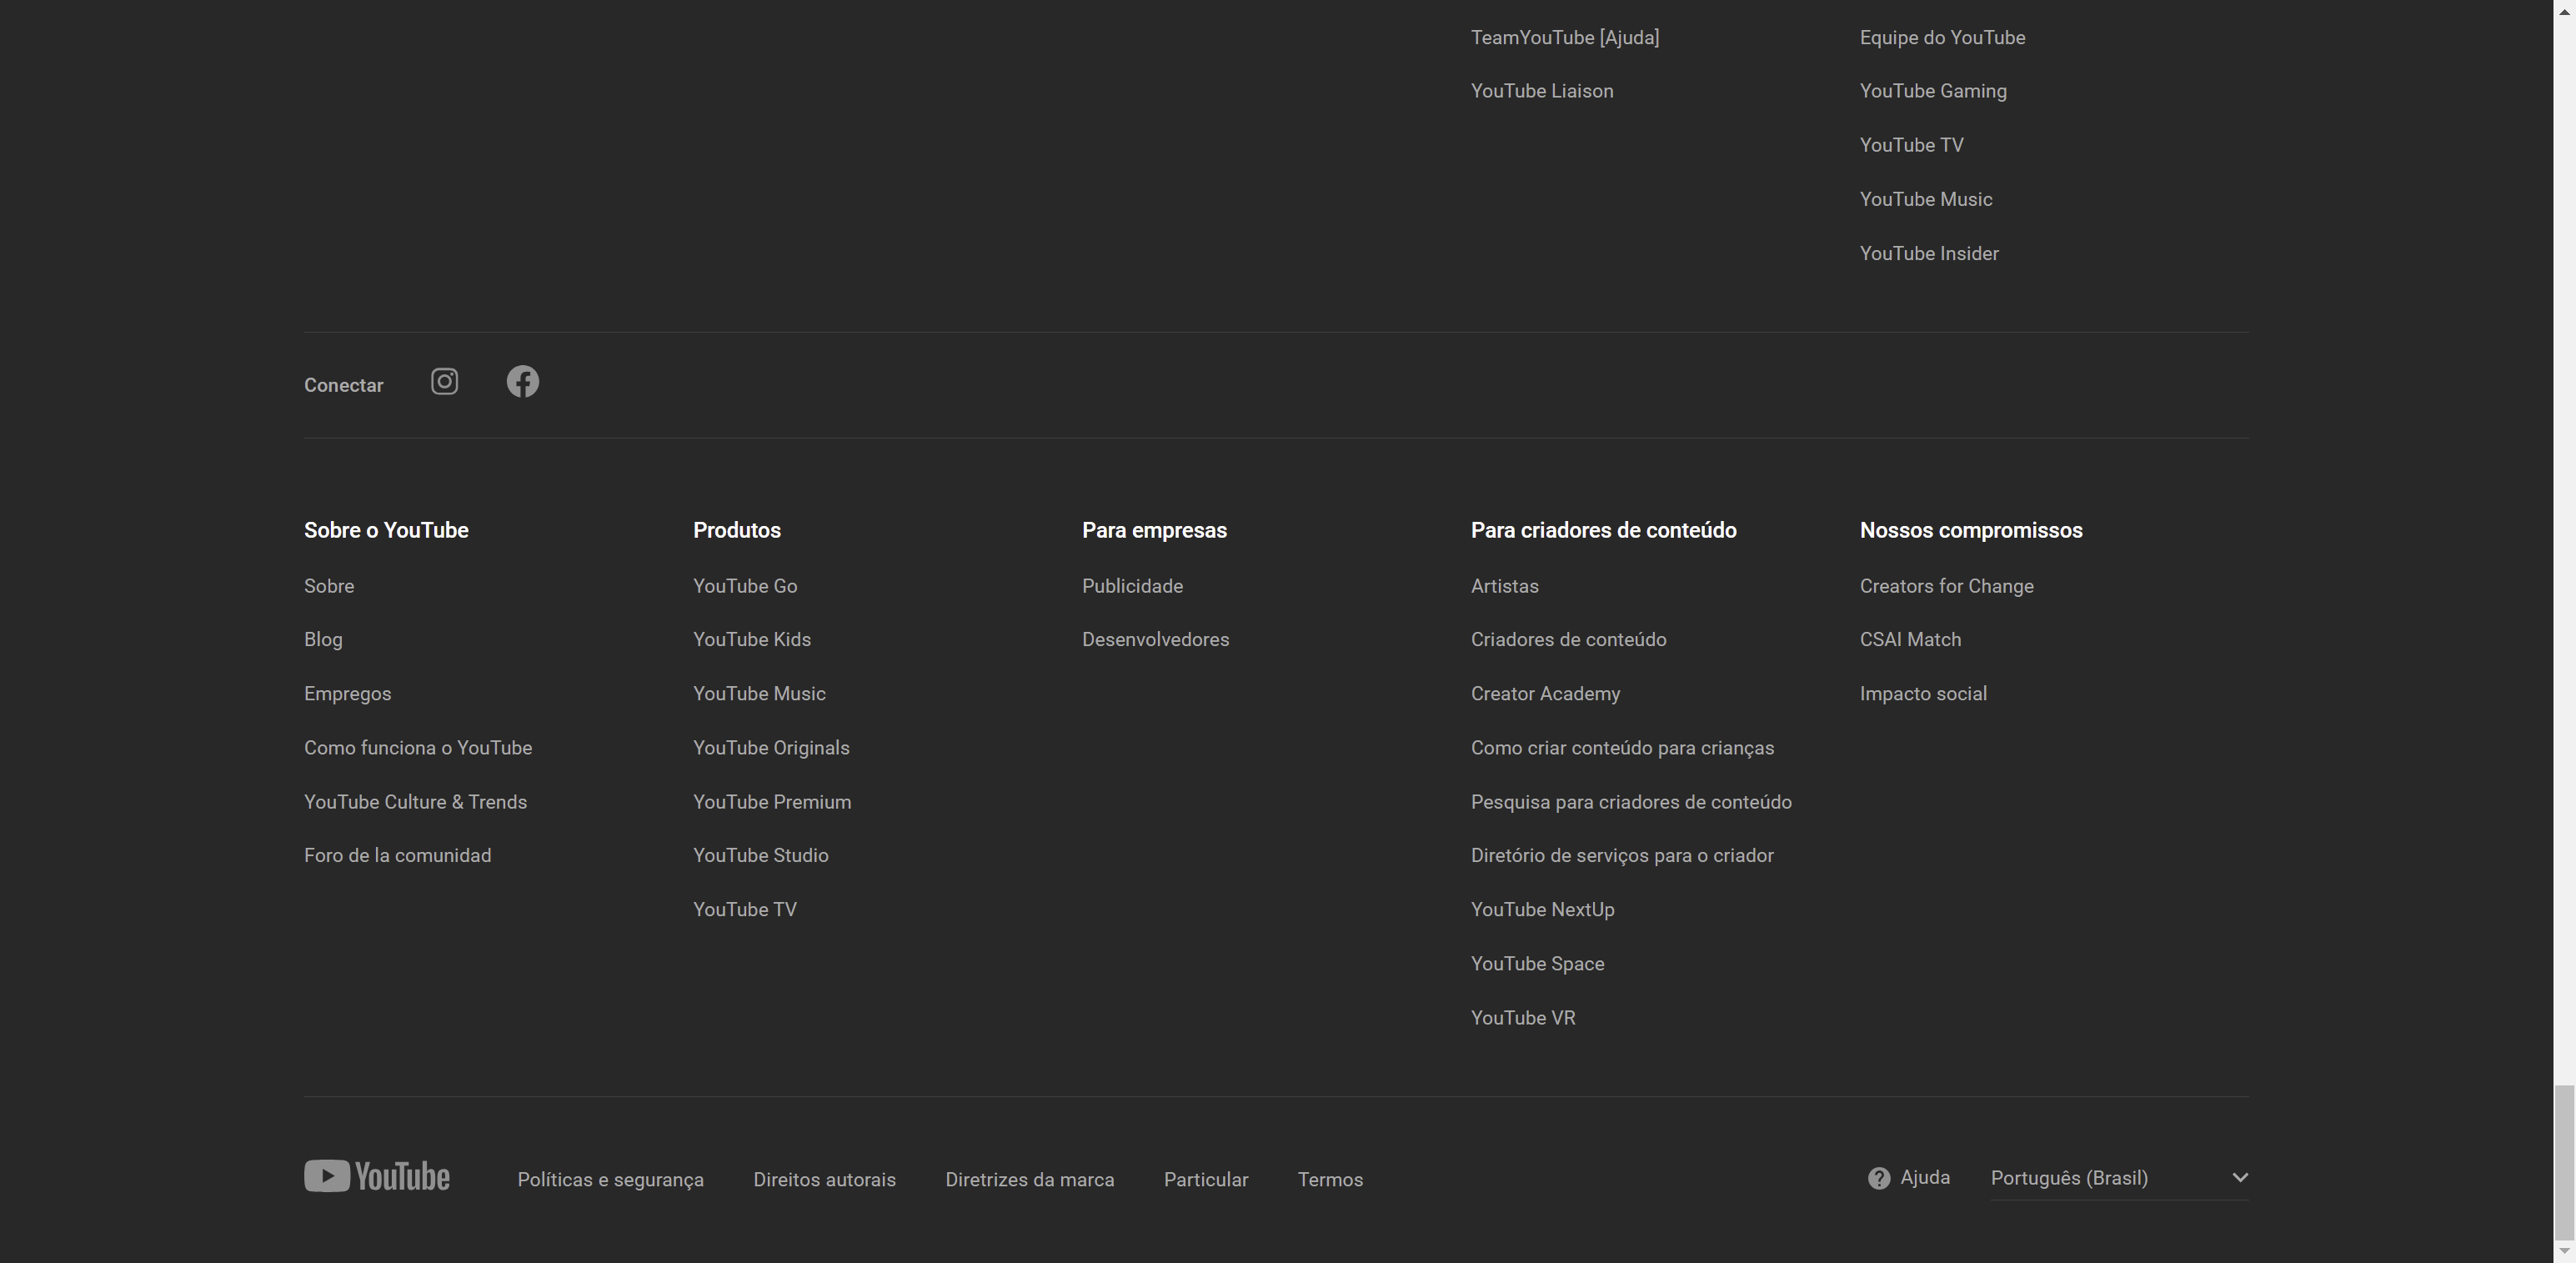 TeamYouTube [Ajuda]
YouTube Liaison
Equipe do YouTube
YouTube Gaming
YouTube TV
YouTube Music
YouTube Insider
Conectar
Sobre o YouTube
Sobre
Blog
Empregos
Como funciona o YouTube
YouTube Culture & Trends
Foro de la comunidad
Produtos
YouTube Go
YouTube Kids
YouTube Music
YouTube Originals
YouTube Premium
YouTube Studio
YouTube TV
Para empresas
Publicidade
Desenvolvedores
Para criadores de conteúdo
Artistas
Criadores de conteúdo
Creator Academy
Como criar conteúdo para crianças
Pesquisa para criadores de conteúdo
Diretório de serviços para o criador
YouTube NextUp
YouTube Space
YouTube VR
Nossos compromissos
Creators for Change
CSAI Match
Impacto social
YouTube
Políticas e segurança
Direitos autorais
Diretrizes da marca
Particular
Termos
Ajuda
Português (Brasil)